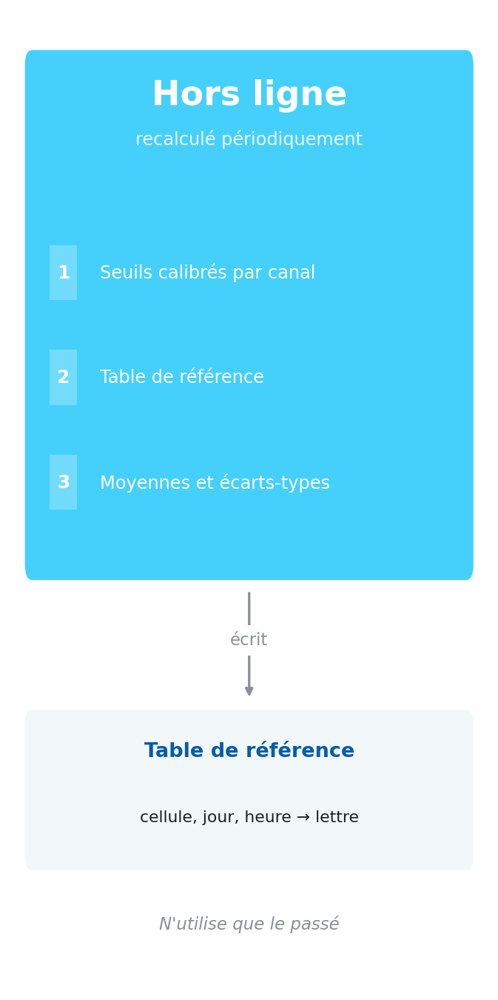 Hors ligne
recalculé périodiquement
1 Seuils calibrés par canal
2 Table de référence
3 Moyennes et écarts-types
écrit
Table de référence
cellule, jour, heure → lettre
N'utilise que le passé